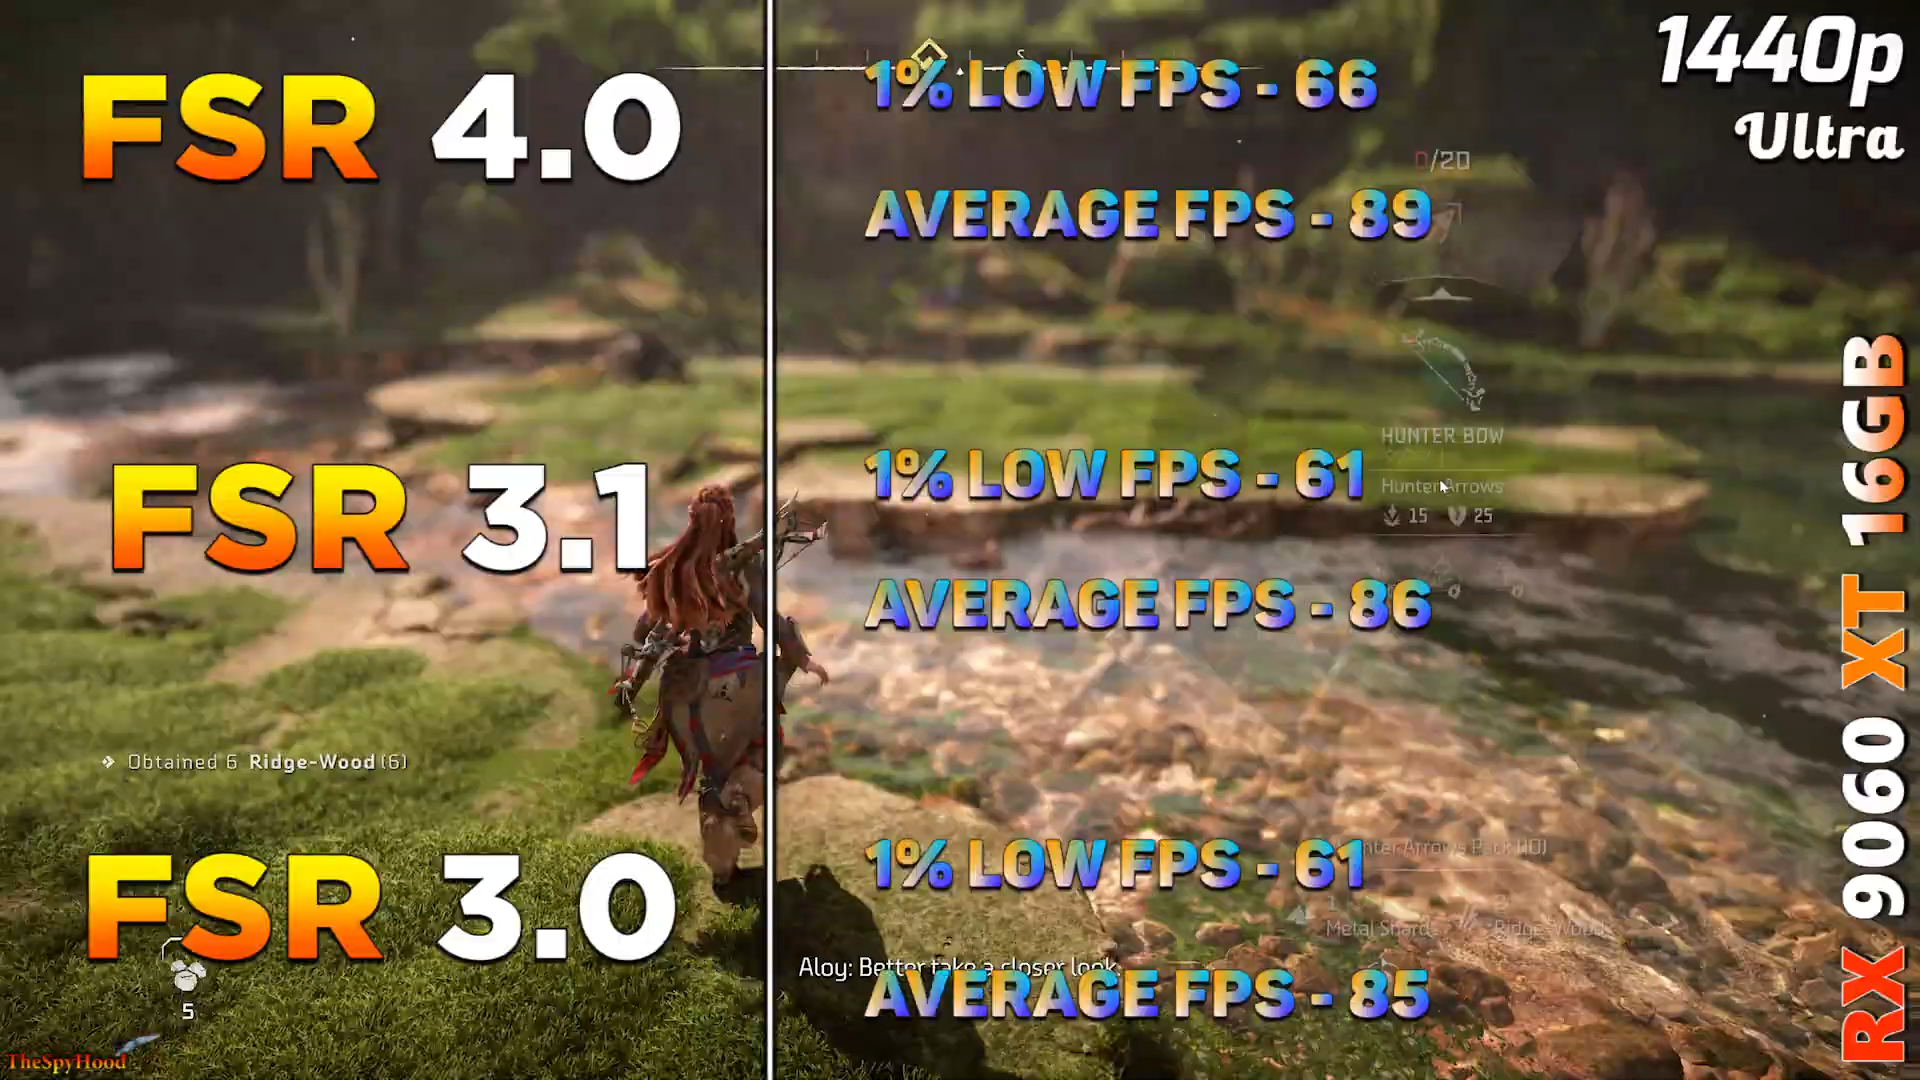 FSR 4.0
1% LOW FPS - 66
AVERAGE FPS - 89
1440p
Ultra
0/20
FSR 3.1
1% LOW FPS - 61
AVERAGE FPS - 86
HUNTER BOW
Hunter Arrows
15 25
RX 9060 XT 16GB
Obtained 6 Ridge-Wood (6)
FSR 3.0
1% LOW FPS - 61
AVERAGE FPS - 85
Arrows Pack (10)
Metal Shards
Ridge-Wood
Aloy: Better take a closer look.
5
TheSpyHood
S